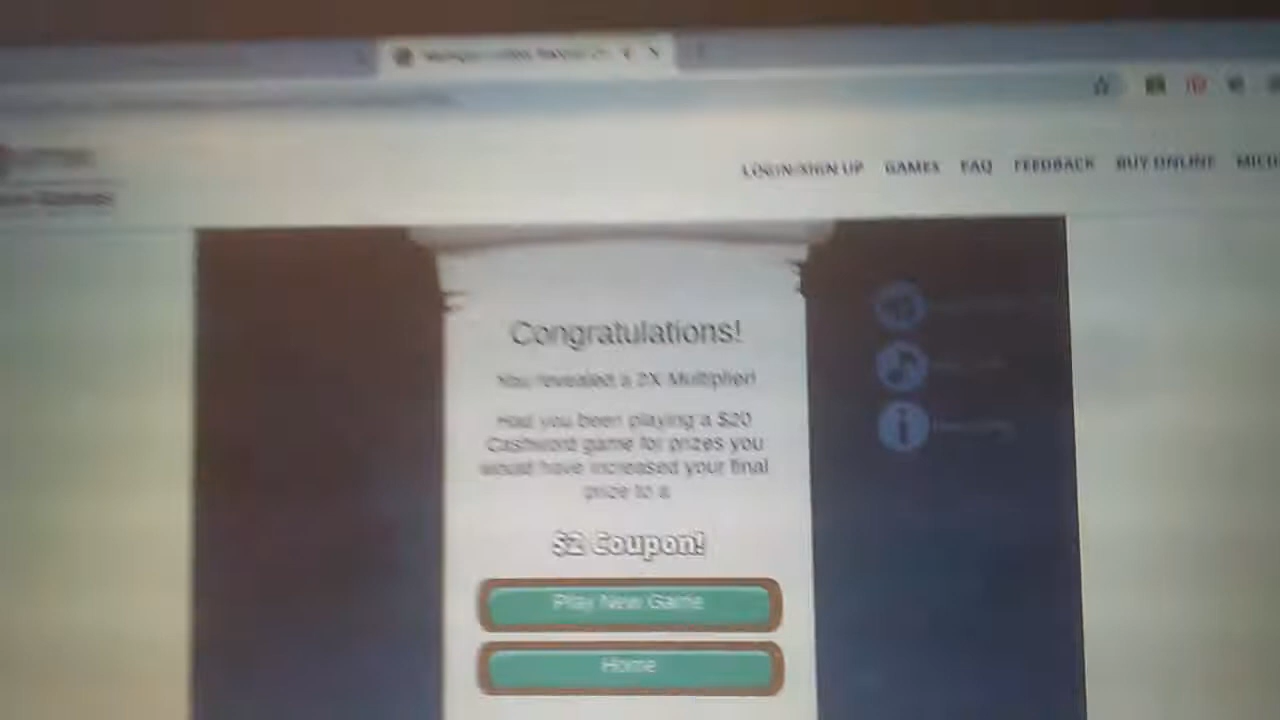 LOGIN/SIGN UP GAMES FAQ FEEDBACK BUY ONLINE
Congratulations!
You revealed a 2X Multiplier!
Had you been playing a $20
Cashword game for prizes you
would have increased your final
prize to a
$2 Coupon!
Play New Game
Home